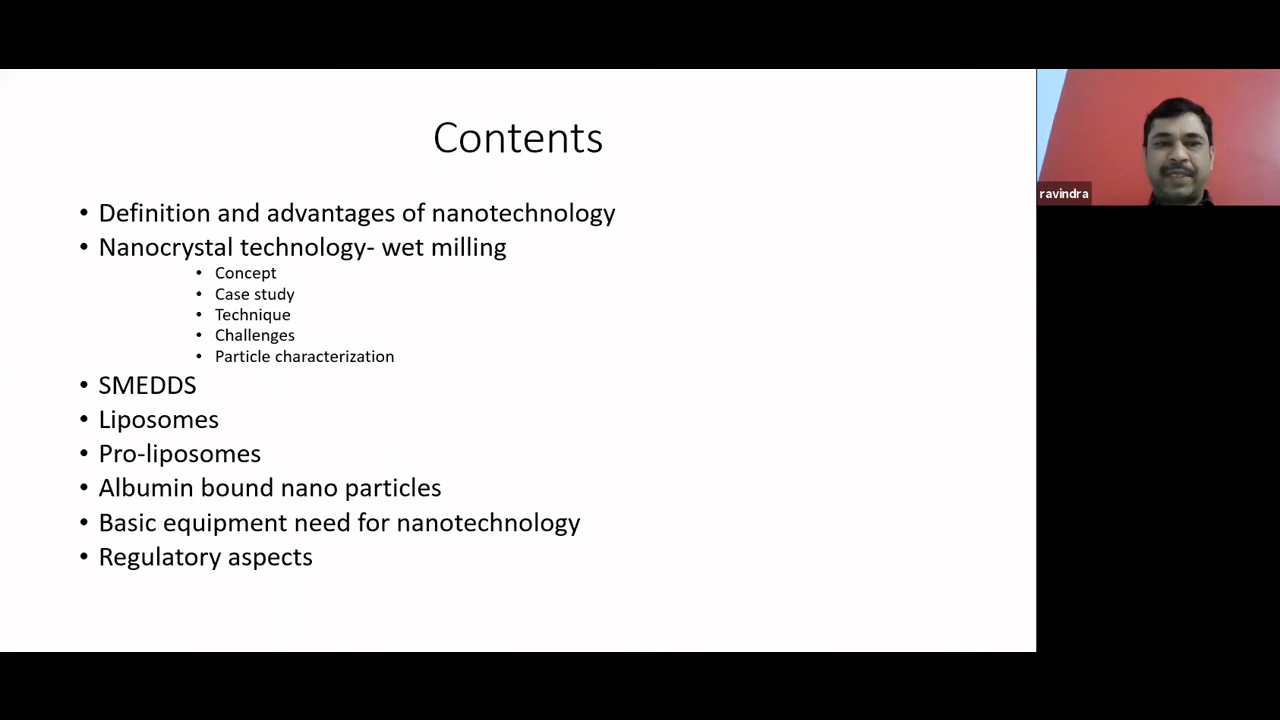 Contents
• Definition and advantages of nanotechnology
• Nanocrystal technology- wet milling
• Concept
• Case study
• Technique
• Challenges
• Particle characterization
• SMEDDS
• Liposomes
• Pro-liposomes
• Albumin bound nano particles
• Basic equipment need for nanotechnology
• Regulatory aspects
ravindra